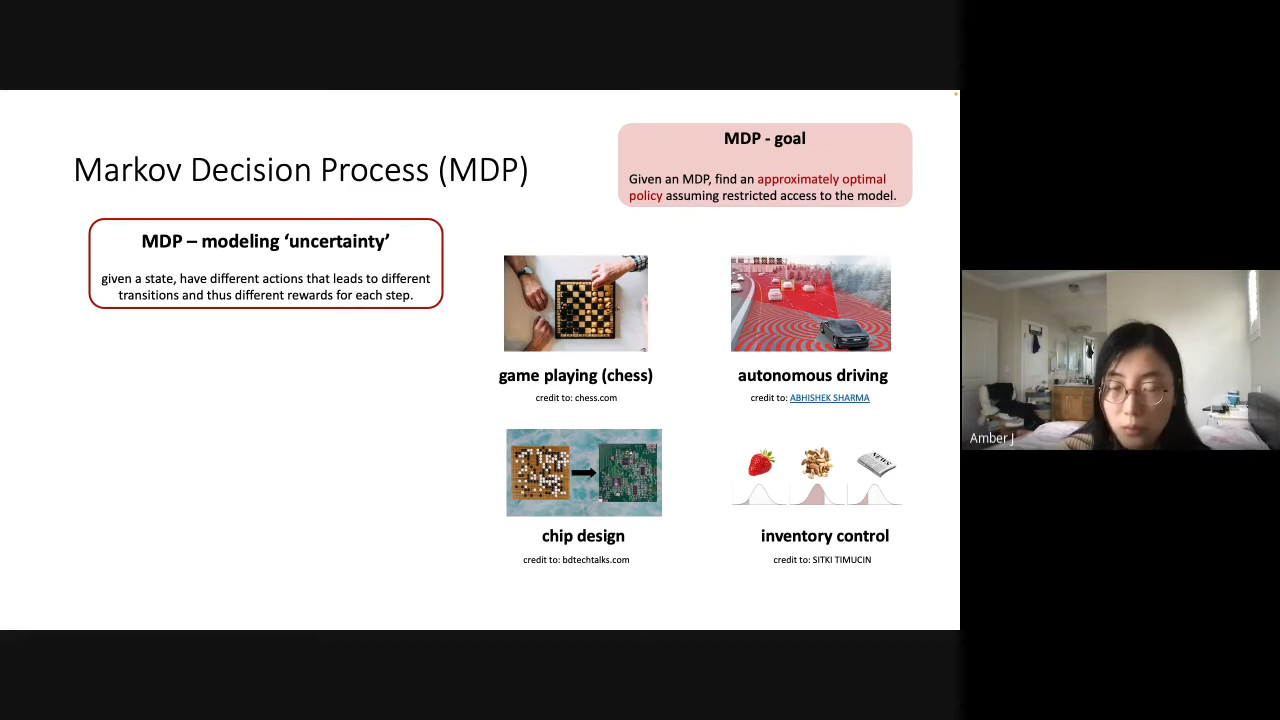 Markov Decision Process (MDP)
MDP - goal
Given an MDP, find an approximately optimal
policy assuming restricted access to the model.
MDP – modeling ‘uncertainty’
given a state, have different actions that leads to different
transitions and thus different rewards for each step.
game playing (chess)
credit to: chess.com
autonomous driving
credit to: ABHISHEK SHARMA
NEWS
chip design
credit to: bdtechtalks.com
inventory control
credit to: SITKI TIMUCIN
Amber J